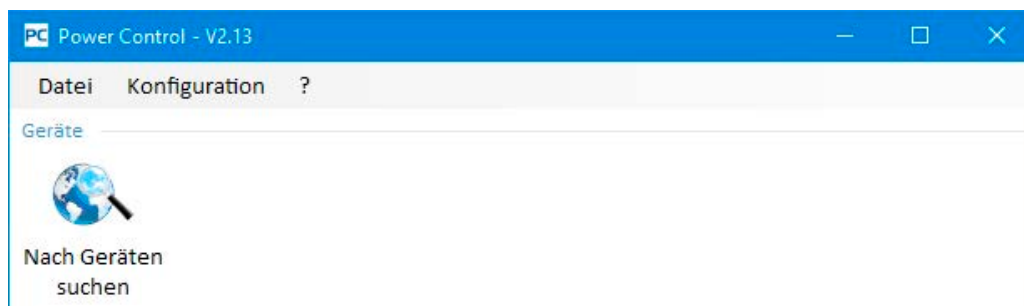 PC Power Control - V2.13
Datei Konfiguration ?
Geräte
Nach Geräten
suchen